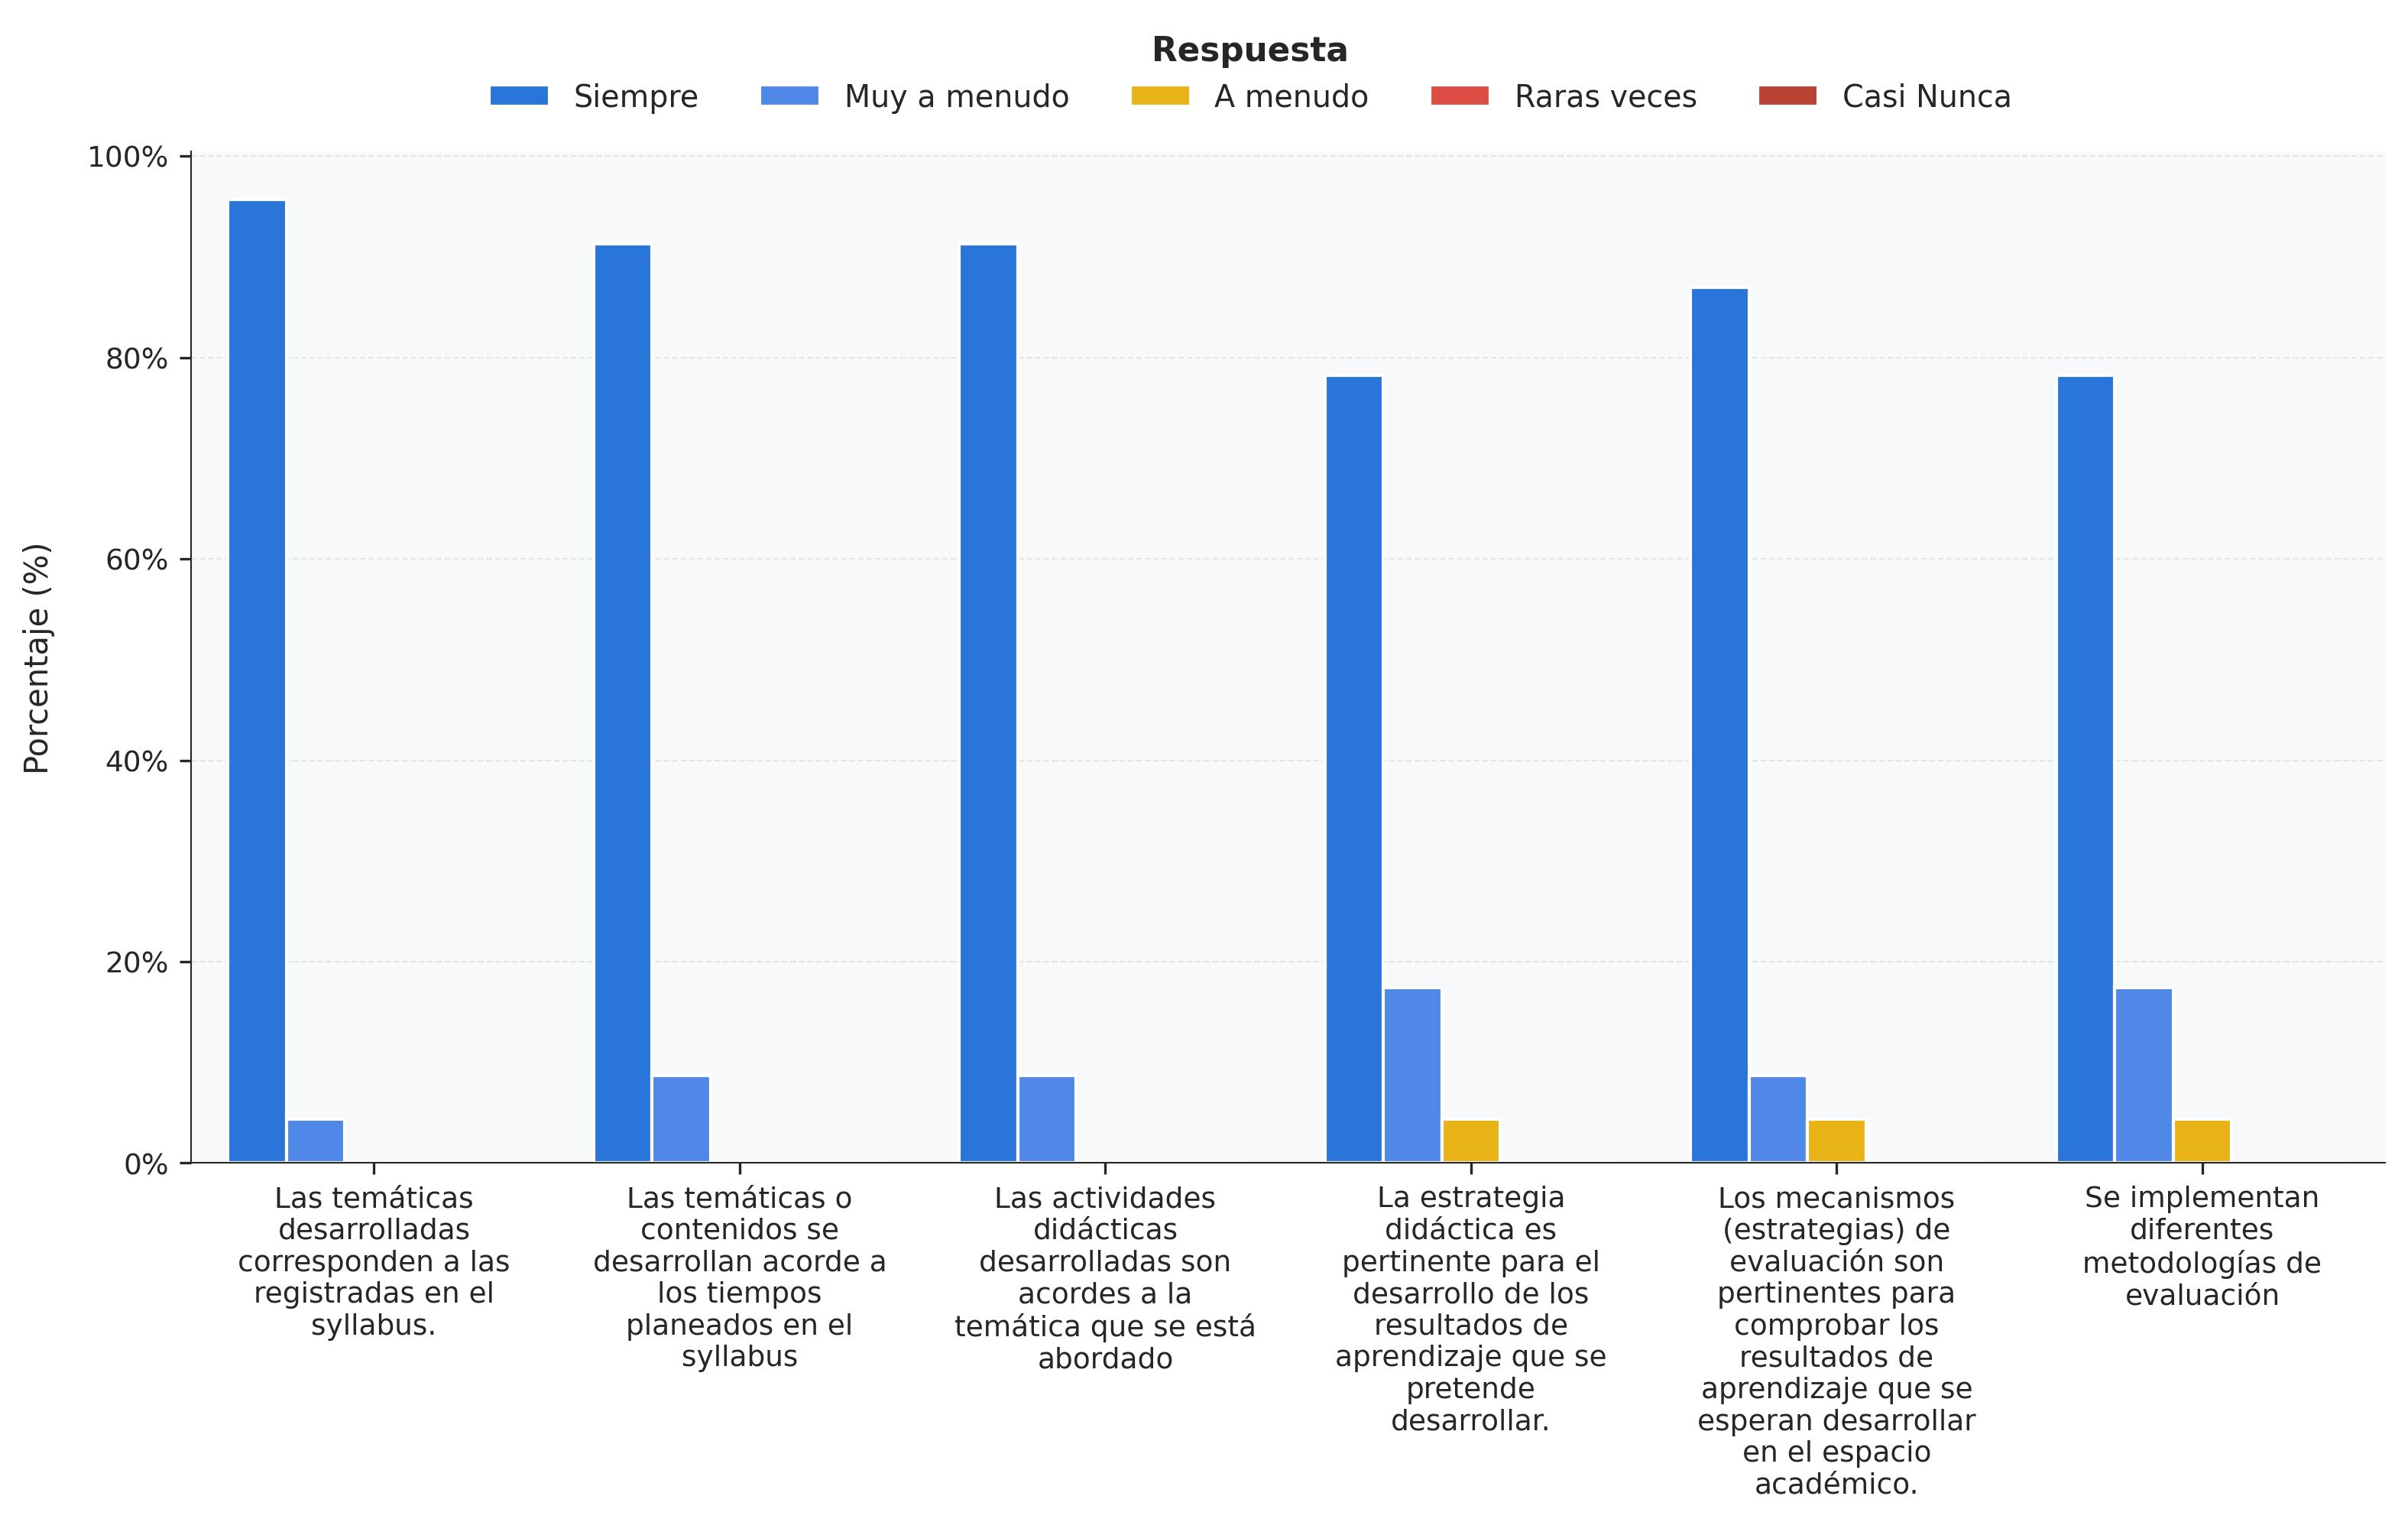 Respuesta
Siempre
Muy a menudo
A menudo
Raras veces
Casi Nunca
Porcentaje (%)
100%
80%
60%
40%
20%
0%
Las temáticas
desarrolladas
corresponden a las
registradas en el
syllabus.
Las temáticas o
contenidos se
desarrollan acorde a
los tiempos
planeados en el
syllabus
Las actividades
didácticas
desarrolladas son
acordes a la
temática que se está
abordado
La estrategia
didáctica es
pertinente para el
desarrollo de los
resultados de
aprendizaje que se
pretende
desarrollar.
Los mecanismos
(estrategias) de
evaluación son
pertinentes para
comprobar los
resultados de
aprendizaje que se
esperan desarrollar
en el espacio
académico.
Se implementan
diferentes
metodologías de
evaluación